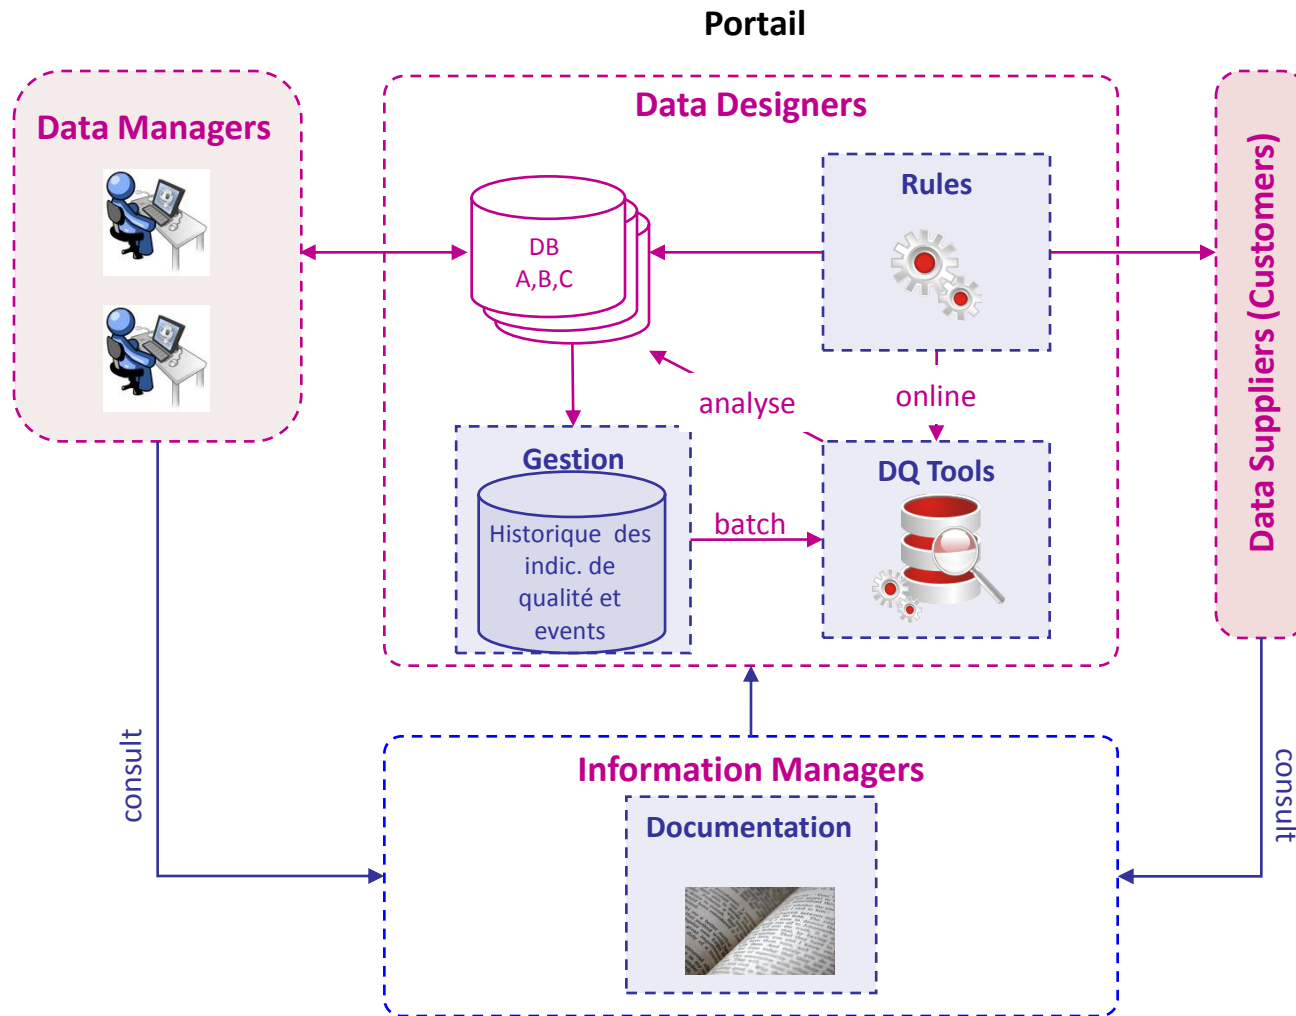 Portail
Data Managers
Data Designers
Rules
DB
A,B,C
analyse
online
Gestion
Historique des
indic. de
qualité et
events
batch
DQ Tools
Data Suppliers (Customers)
consult
consult
Information Managers
Documentation